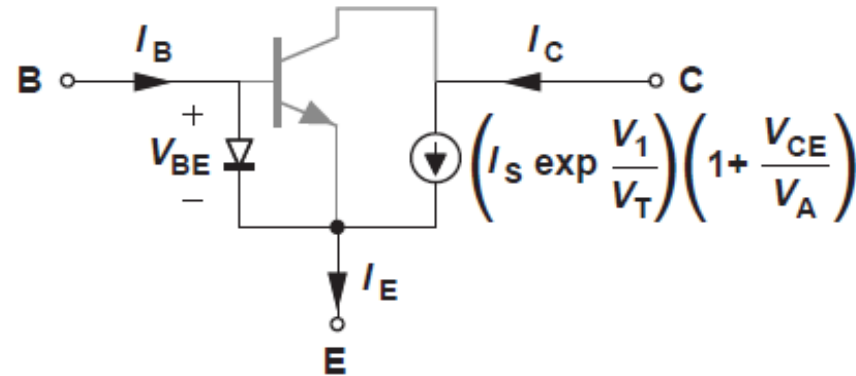 I_B
I_C
B
C
+
V_BE
−
(I_S exp V_1/V_T)(1+ V_CE/V_A)
I_E
E